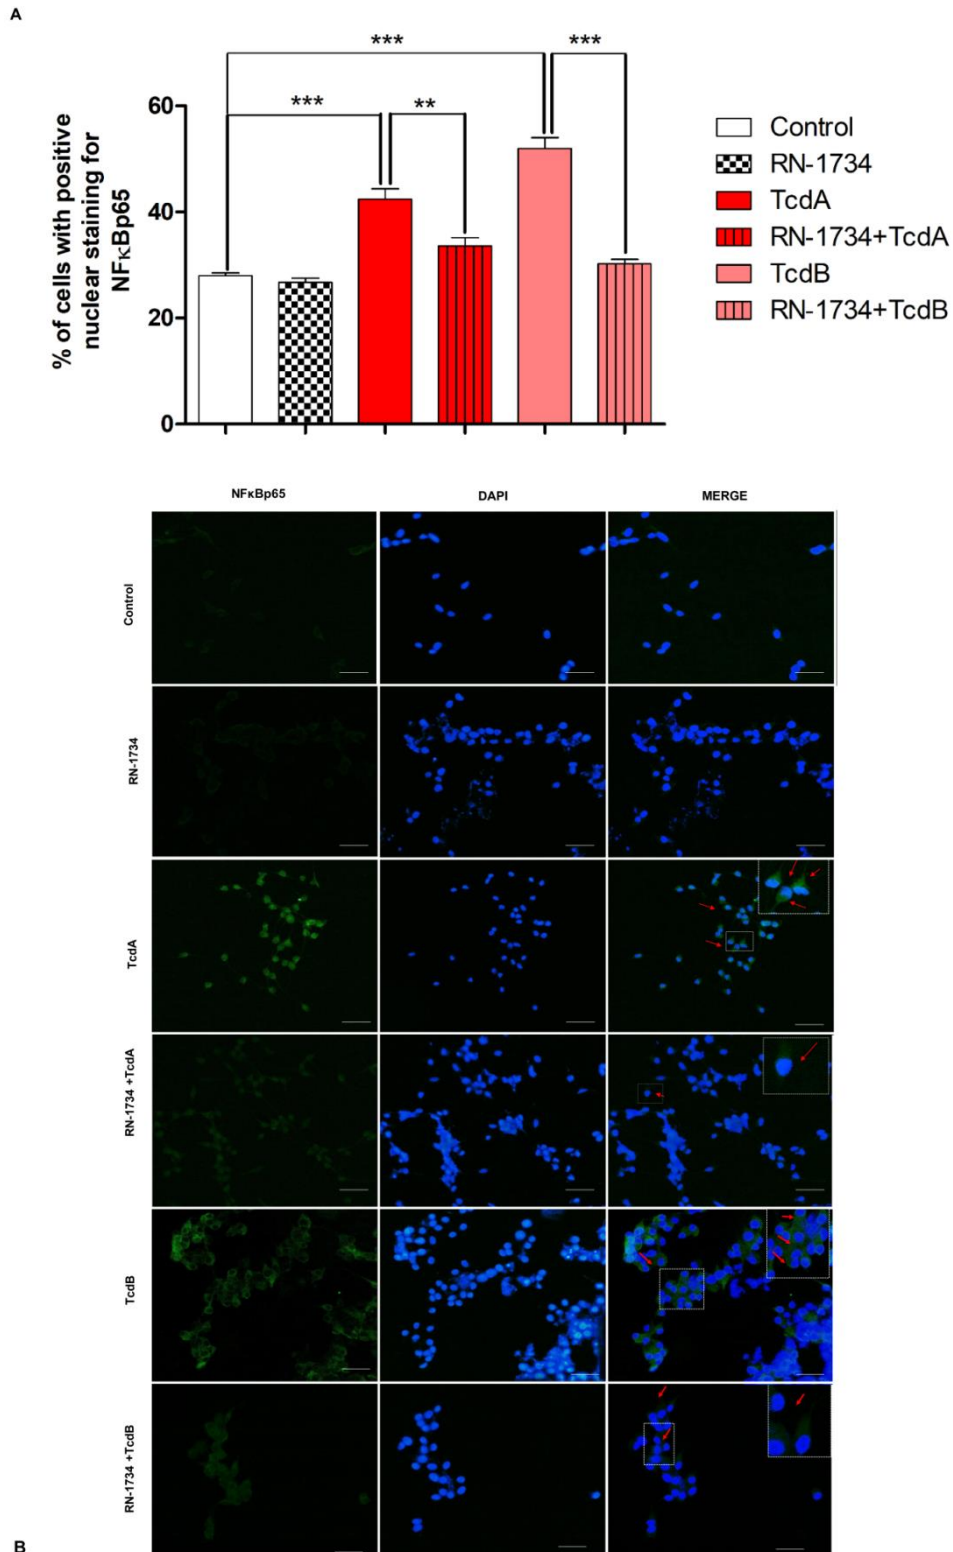 A
***
***
***
**
60
40
20
0
% of cells with positive
nuclear staining for
NFκBp65
Control
RN-1734
TcdA
RN-1734+TcdA
TcdB
RN-1734+TcdB
NFκBp65 DAPI MERGE
Control
RN-1734
TcdA
RN-1734 +TcdA
TcdB
RN-1734 +TcdB
B